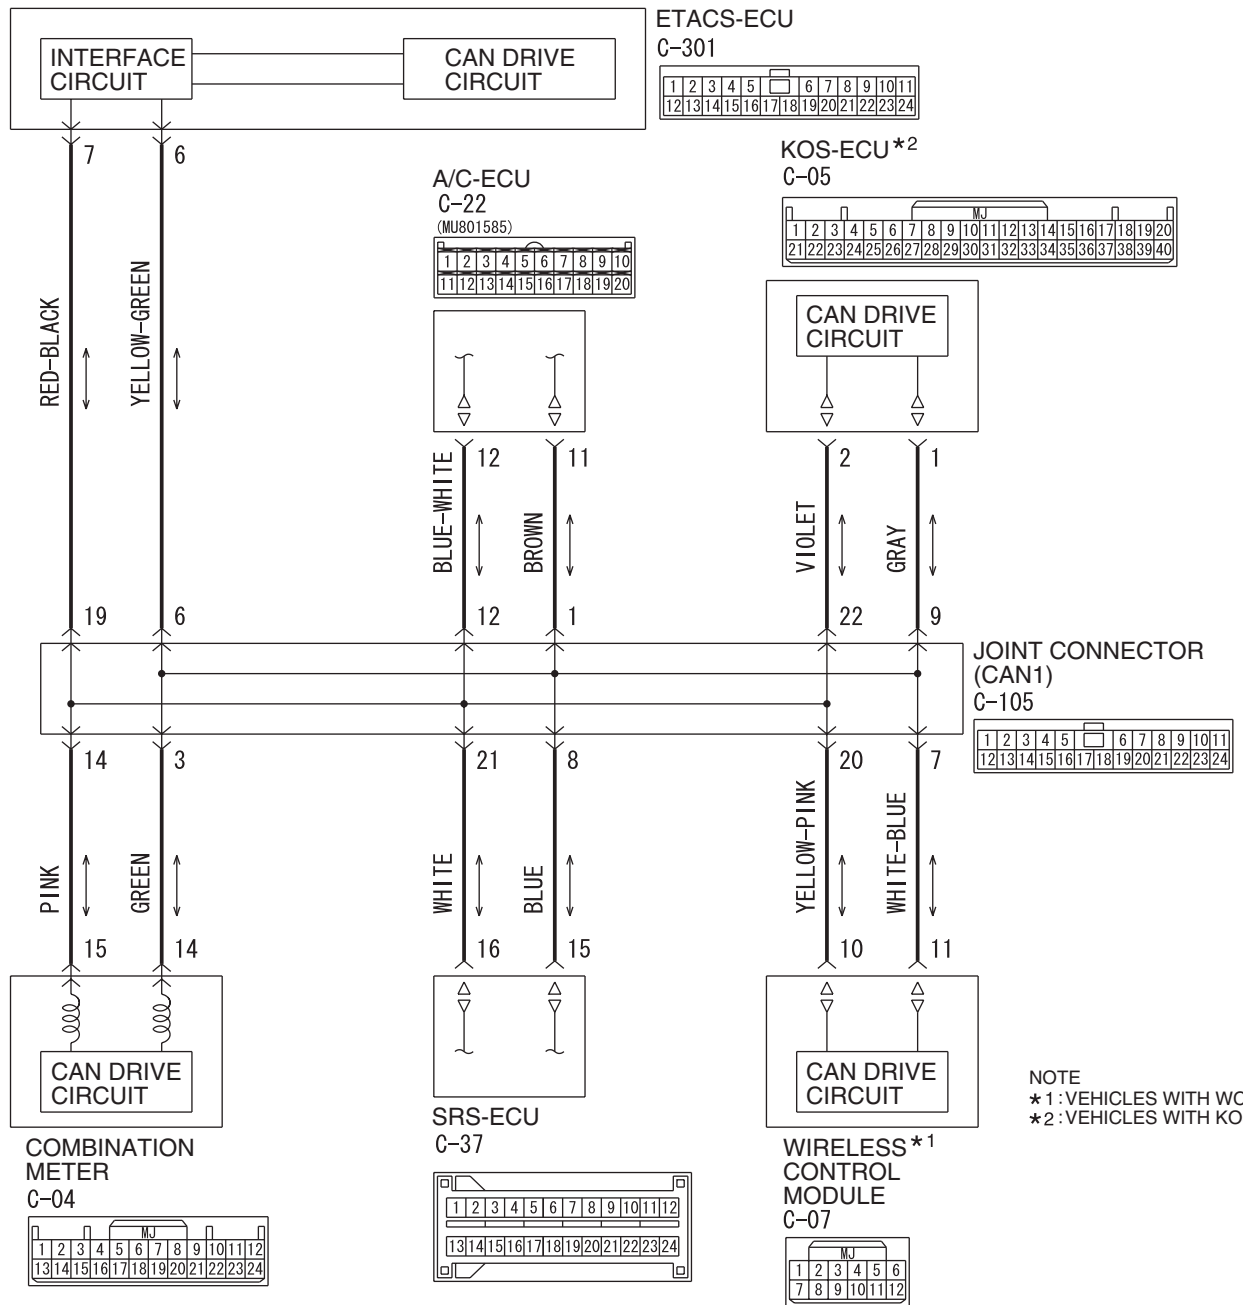 ETACS-ECU
C-301
INTERFACE
CIRCUIT
CAN DRIVE
CIRCUIT
1 2 3 4 5 6 7 8 9 10 11
12 13 14 15 16 17 18 19 20 21 22 23 24
7 6
KOS-ECU*2
C-05
MJ
1 2 3 4 5 6 7 8 9 10 11 12 13 14 15 16 17 18 19 20
21 22 23 24 25 26 27 28 29 30 31 32 33 34 35 36 37 38 39 40
A/C-ECU
C-22
(MU801585)
1 2 3 4 5 6 7 8 9 10
11 12 13 14 15 16 17 18 19 20
CAN DRIVE
CIRCUIT
RED-BLACK
YELLOW-GREEN
12 11 2 1
BLUE-WHITE
BROWN
VIOLET
GRAY
19 6 12 1 22 9
JOINT CONNECTOR
(CAN1)
C-105
1 2 3 4 5 6 7 8 9 10 11
12 13 14 15 16 17 18 19 20 21 22 23 24
14 3 21 8 20 7
PINK
GREEN
WHITE
BLUE
YELLOW-PINK
WHITE-BLUE
15 14 16 15 10 11
CAN DRIVE
CIRCUIT
CAN DRIVE
CIRCUIT
NOTE
*1:VEHICLES WITH WC
*2:VEHICLES WITH KO
COMBINATION
METER
C-04
MJ
1 2 3 4 5 6 7 8 9 10 11 12
13 14 15 16 17 18 19 20 21 22 23 24
SRS-ECU
C-37
1 2 3 4 5 6 7 8 9 10 11 12
13 14 15 16 17 18 19 20 21 22 23 24
WIRELESS*1
CONTROL
MODULE
C-07
MJ
1 2 3 4 5 6
7 8 9 10 11 12